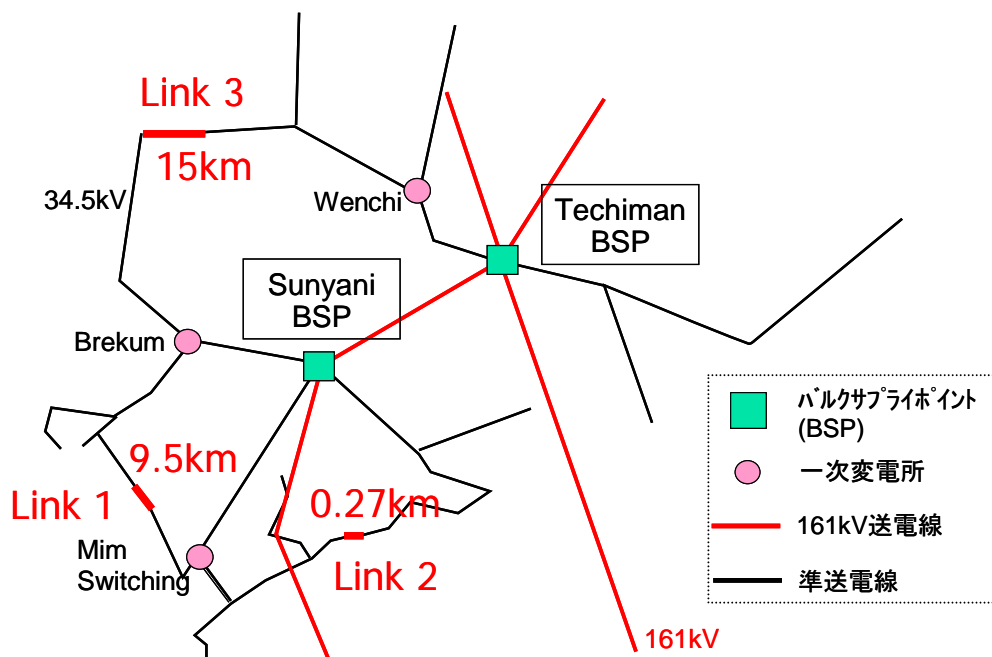 Link 3
15km
34.5kV
Wenchi
Techiman
BSP
Sunyani
BSP
Brekum
9.5km
Link 1
0.27km
Mim
Switching
Link 2
161kV
ﾊﾞﾙｸｻﾌﾟﾗｲﾎﾟｲﾝﾄ
(BSP)
一次変電所
161kV送電線
準送電線